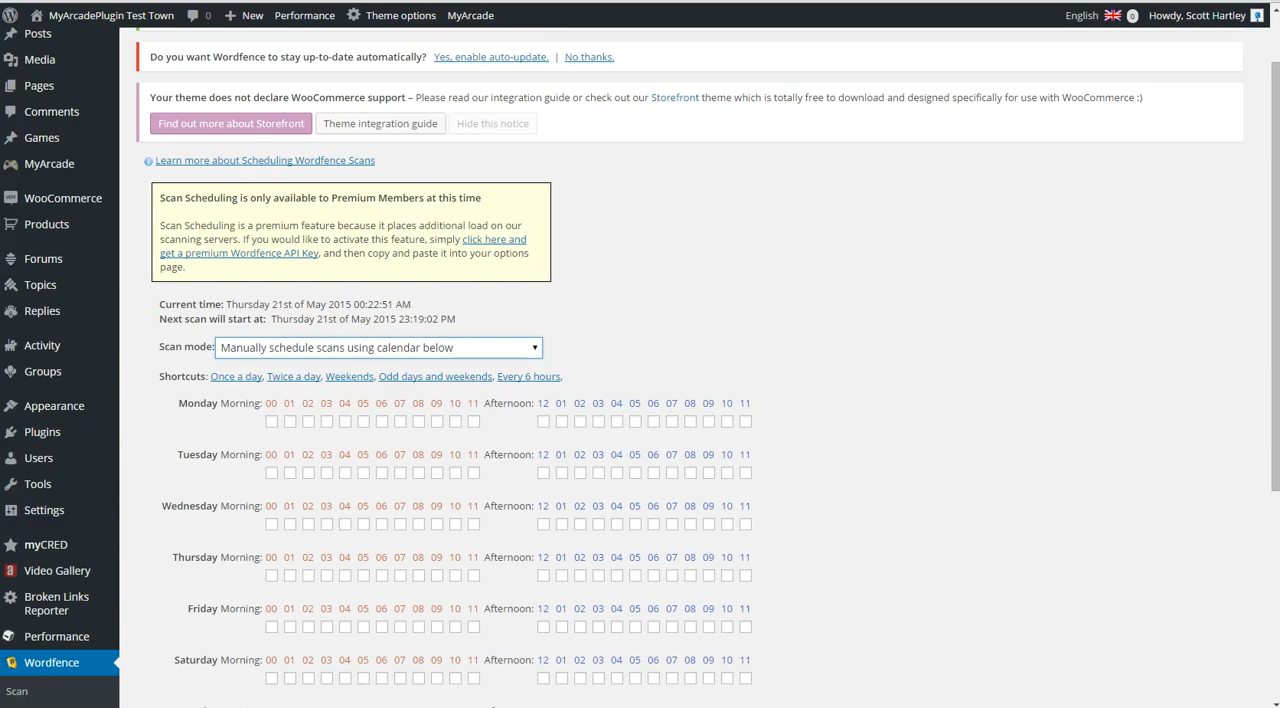 MyArcadePlugin Test Town 0 New Performance Theme options MyArcade English 0 Howdy, Scott Hartley
Posts
Media
Pages
Comments
Games
MyArcade
WooCommerce
Products
Forums
Topics
Replies
Activity
Groups
Appearance
Plugins
Users
Tools
Settings
myCRED
Video Gallery
Broken Links
Reporter
Performance
Wordfence
Scan
Do you want Wordfence to stay up-to-date automatically? Yes, enable auto-update. | No thanks.
Your theme does not declare WooCommerce support – Please read our integration guide or check out our Storefront theme which is totally free to download and designed specifically for use with WooCommerce :)
Find out more about Storefront Theme integration guide Hide this notice
Learn more about Scheduling Wordfence Scans
Scan Scheduling is only available to Premium Members at this time
Scan Scheduling is a premium feature because it places additional load on our
scanning servers. If you would like to activate this feature, simply click here and
get a premium Wordfence API Key, and then copy and paste it into your options
page.
Current time: Thursday 21st of May 2015 00:22:51 AM
Next scan will start at: Thursday 21st of May 2015 23:19:02 PM
Scan mode: Manually schedule scans using calendar below
Shortcuts: Once a day, Twice a day, Weekends, Odd days and weekends, Every 6 hours.
Monday Morning: 00 01 02 03 04 05 06 07 08 09 10 11 Afternoon: 12 01 02 03 04 05 06 07 08 09 10 11
Tuesday Morning: 00 01 02 03 04 05 06 07 08 09 10 11 Afternoon: 12 01 02 03 04 05 06 07 08 09 10 11
Wednesday Morning: 00 01 02 03 04 05 06 07 08 09 10 11 Afternoon: 12 01 02 03 04 05 06 07 08 09 10 11
Thursday Morning: 00 01 02 03 04 05 06 07 08 09 10 11 Afternoon: 12 01 02 03 04 05 06 07 08 09 10 11
Friday Morning: 00 01 02 03 04 05 06 07 08 09 10 11 Afternoon: 12 01 02 03 04 05 06 07 08 09 10 11
Saturday Morning: 00 01 02 03 04 05 06 07 08 09 10 11 Afternoon: 12 01 02 03 04 05 06 07 08 09 10 11